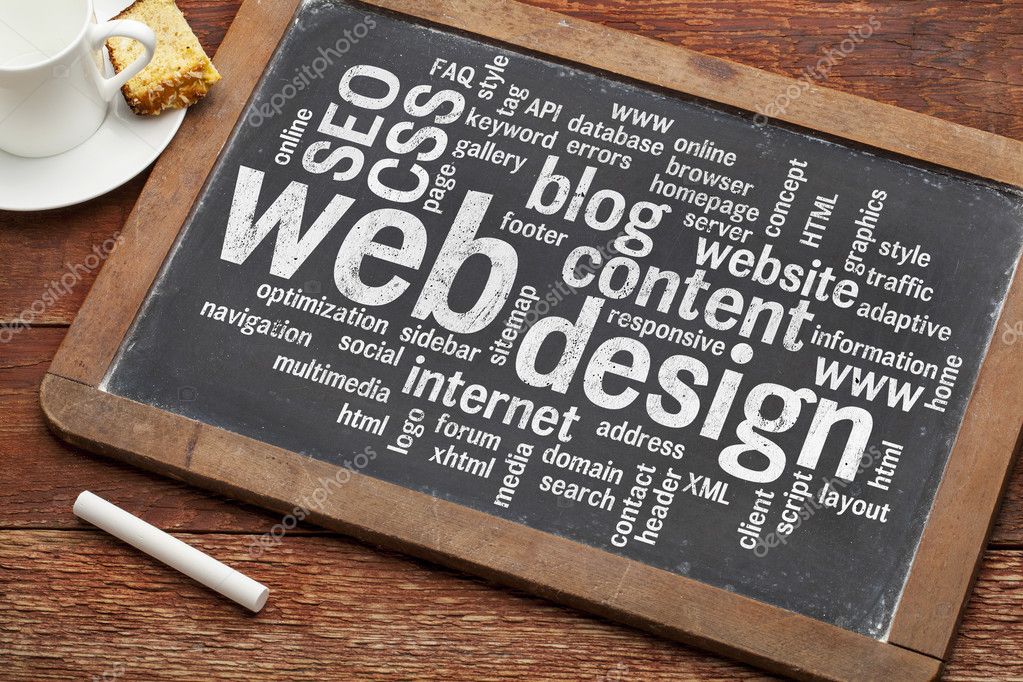 FAQ
style
tag
API
www
SEO
CSS
keyword
database
online
online
gallery
errors
browser
page
blog
homepage
concept
HTML
server
graphics
style
web
footer
content
website
traffic
adaptive
optimization
sitemap
responsive
information
navigation
sidebar
design
www
home
social
multimedia
internet
address
html
logo
forum
xhtml
media
domain
search
contact
header
XML
client
script
layout
html
depositphotos